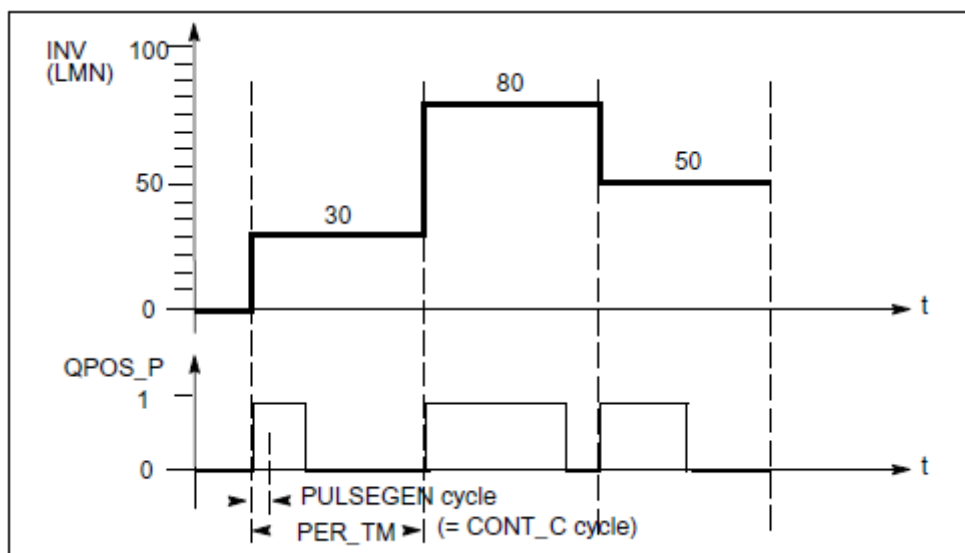 INV
(LMN)
100
80
50
50
30
0
t
QPOS_P
1
0
t
PULSEGEN cycle
(= CONT_C cycle)
PER_TM